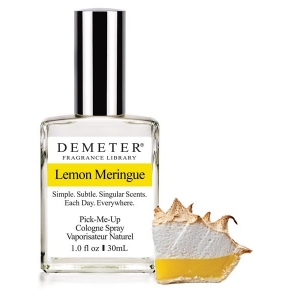 DEMETER
FRAGRANCE LIBRARY
Lemon Meringue
Simple. Subtle. Singular Scents.
Each Day. Everywhere.
Pick-Me-Up
Cologne Spray
Vaporisateur Naturel
1.0 fl oz ▮ 30mL